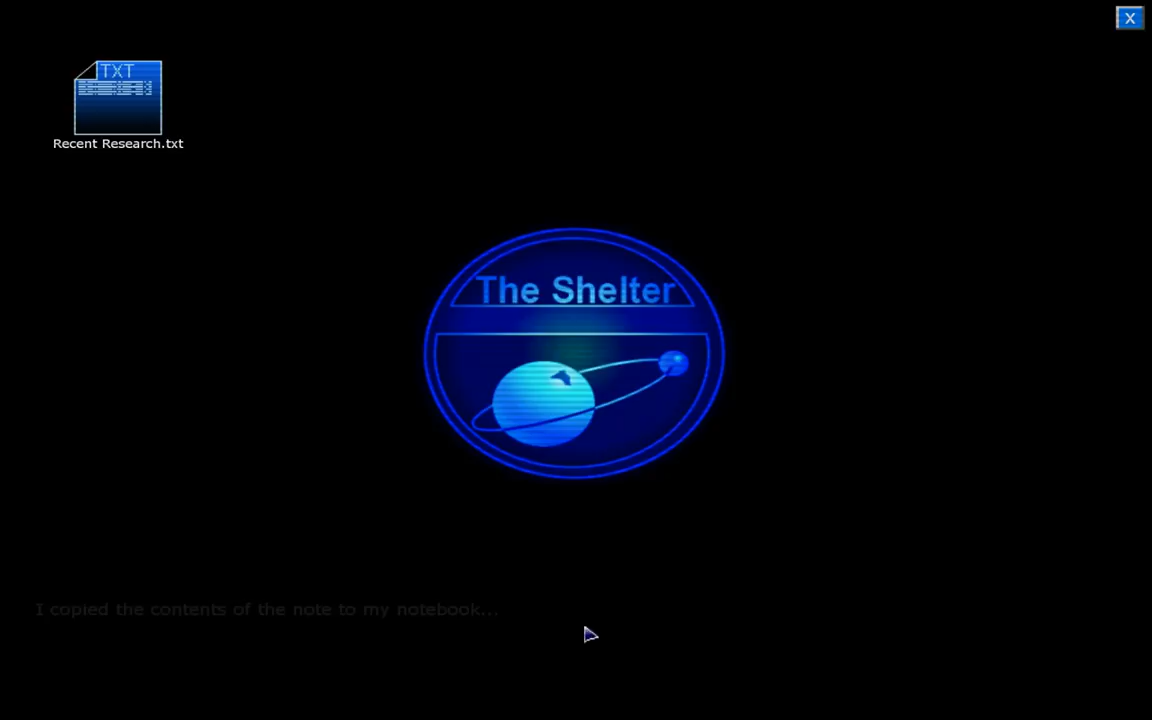 X
TXT
Recent Research.txt
The Shelter
I copied the contents of the note to my notebook...